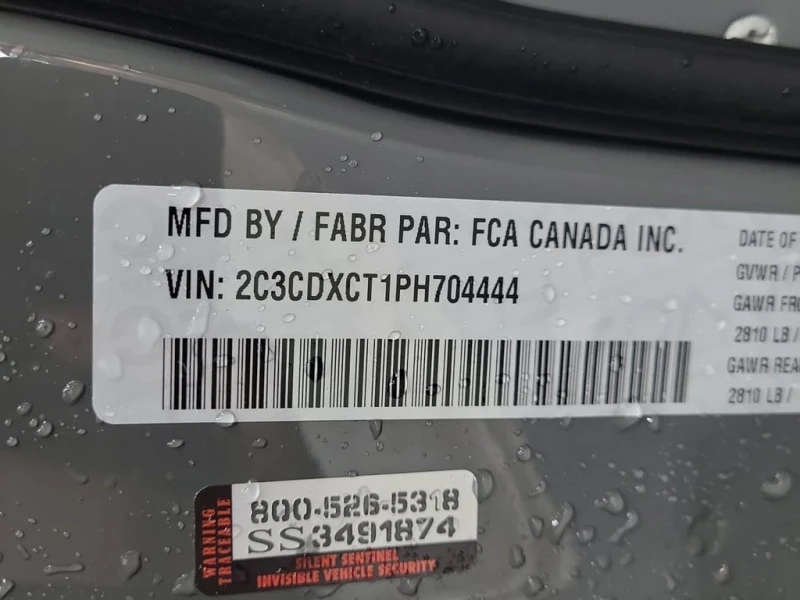 MFD BY / FABR PAR: FCA CANADA INC.
VIN: 2C3CDXCT1PH704444
DATE OF
GVWR / P
GAWR FRO
2810 LB /
GAWR REA
2810 LB /
WARNING
TRACEABLE
800-526-5318
SS3491874
SILENT SENTINEL
INVISIBLE VEHICLE SECURITY